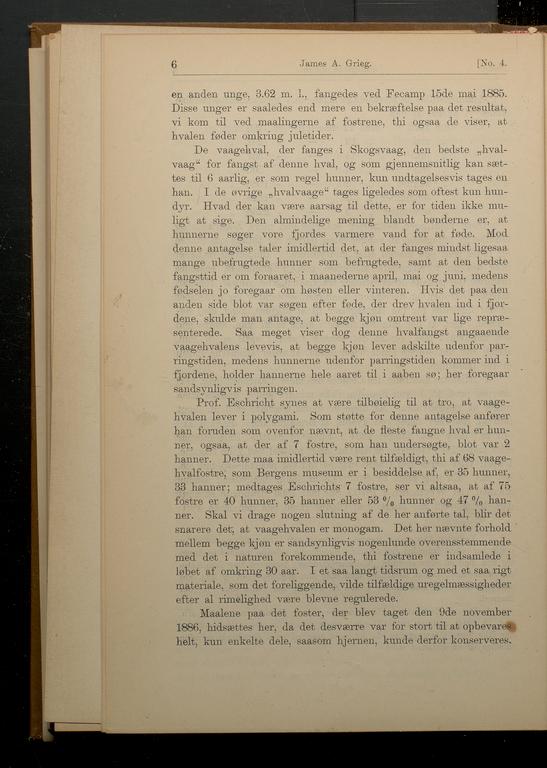 6 James A. Grieg. [No. 4.
en anden unge, 3.62 m. l., fangedes ved Fecamp 15de mai 1885.
Disse unger er saaledes end mere en bekræftelse paa det resultat,
vi kom til ved maalingerne af fostrene, thi ogsaa de viser, at
hvalen føder omkring juletider.
De vaagehval, der fanges i Skogsvaag, den bedste „hval-
vaag“ for fangst af denne hval, og som gjennemsnitlig kan sæt-
tes til 6 aarlig, er som regel hunner, kun undtagelsesvis tages en
han. I de øvrige „hvalvaage“ tages ligeledes som oftest kun hun-
dyr. Hvad der kan være aarsag til dette, er for tiden ikke mu-
ligt at sige. Den almindelige mening blandt bønderne er, at
hunnerne søger vore fjordes varmere vand for at føde. Mod
denne antagelse taler imidlertid det, at der fanges mindst ligesaa
mange ubefrugtede hunner som befrugtede, samt at den bedste
fangsttid er om foraaret, i maanederne april, mai og juni, medens
fødselen jo foregaar om høsten eller vinteren. Hvis det paa den
anden side blot var søgen efter føde, der drev hvalen ind i fjor-
dene, skulde man antage, at begge kjøn omtrent var lige repræ-
senterede. Saa meget viser dog denne hvalfangst angaaende
vaagehvalens levevis, at begge kjøn lever adskilte udenfor par-
ringstiden, medens hunnerne udenfor parringstiden kommer ind i
fjordene, holder hannerne hele aaret til i aaben sø; her foregaar
sandsynligvis parringen.
Prof. Eschricht synes at være tilbøielig til at tro, at vaage-
hvalen lever i polygami. Som støtte for denne antagelse anfører
han foruden som ovenfor nævnt, at de fleste fangne hval er hun-
ner, ogsaa, at der af 7 fostre, som han undersøgte, blot var 2
hanner. Dette maa imidlertid være rent tilfældigt, thi af 68 vaage-
hvalfostre, som Bergens museum er i besiddelse af, er 35 hunner,
33 hanner; medtages Eschrichts 7 fostre, ser vi altsaa, at af 75
fostre er 40 hunner, 35 hanner eller 53 % hunner og 47 % han-
ner. Skal vi drage nogen slutning af de her anførte tal, blir det
snarere det, at vaagehvalen er monogam. Det her nævnte forhold
mellem begge kjøn er sandsynligvis nogenlunde overensstemmende
med det i naturen forekommende, thi fostrene er indsamlede i
løbet af omkring 30 aar. I et saa langt tidsrum og med et saa rigt
materiale, som det foreliggende, vilde tilfældige uregelmæssigheder
efter al rimelighed være blevne regulerede.
Maalene paa det foster, der blev taget den 9de november
1886, hidsættes her, da det desværre var for stort til at opbevares
helt, kun enkelte dele, saasom hjernen, kunde derfor konserveres.